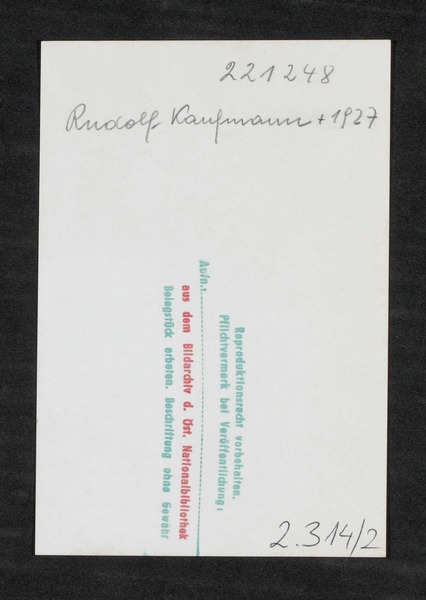 221248
Rudolf Kaufmann + 1927
Reproduktionsrecht vorbehalten.
Pflichtvermerk bei Veröffentlichung:
Aufn.:
aus dem Bildarchiv d. Öst. Nationalbibliothek
Belegstück erbeten. Beschriftung ohne Gewähr
2.314/2